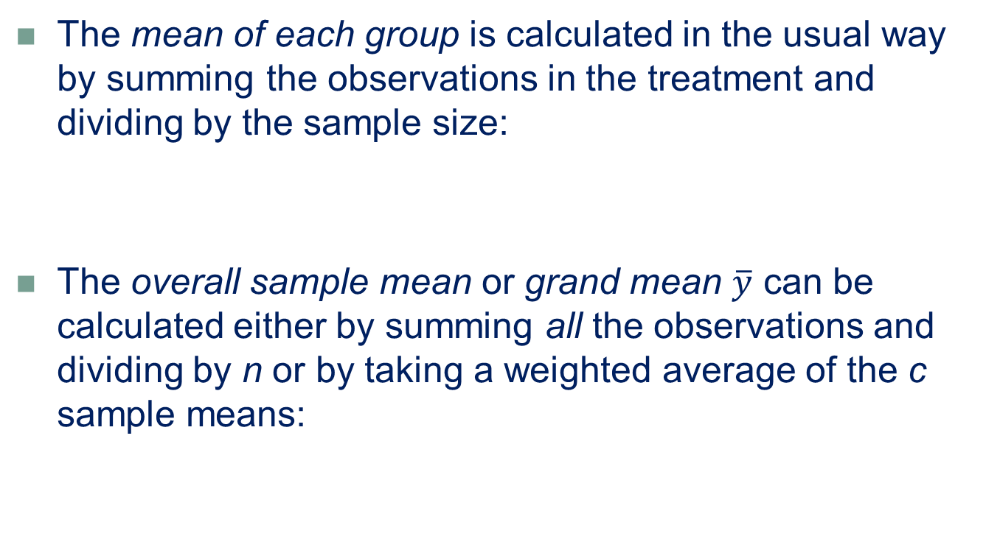 The mean of each group is calculated in the usual way
by summing the observations in the treatment and
dividing by the sample size:
The overall sample mean or grand mean ȳ can be
calculated either by summing all the observations and
dividing by n or by taking a weighted average of the c
sample means: